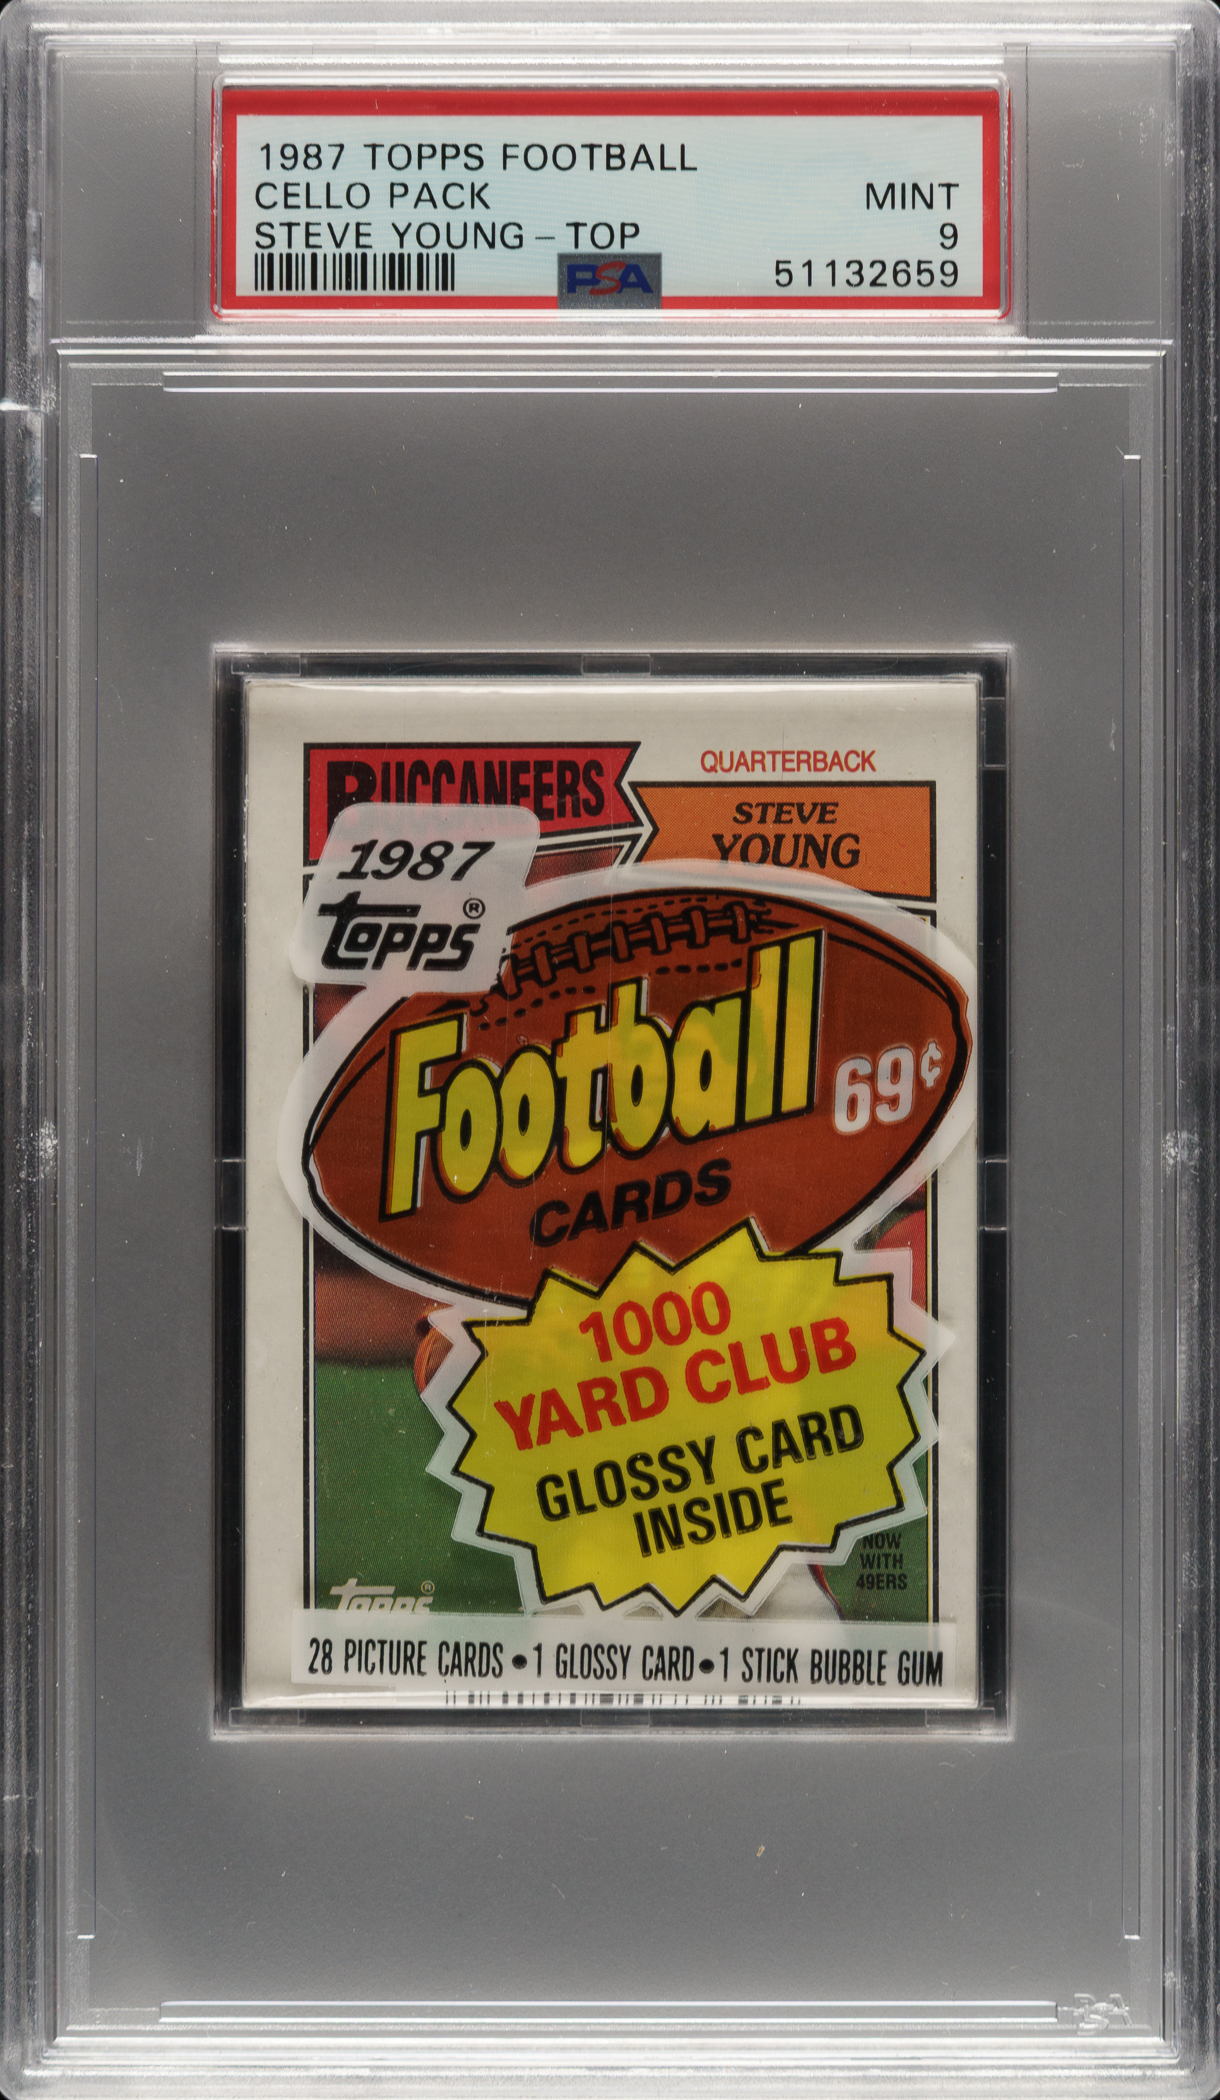 1987 TOPPS FOOTBALL
CELLO PACK MINT
STEVE YOUNG - TOP 9
PSA 51132659
BUCCANEERS
QUARTERBACK
STEVE
YOUNG
1987
TOPPS®
Football
69¢
CARDS
1000
YARD CLUB
GLOSSY CARD
INSIDE
NOW
WITH
49ERS
TOPPS®
28 PICTURE CARDS • 1 GLOSSY CARD • 1 STICK BUBBLE GUM
PSA